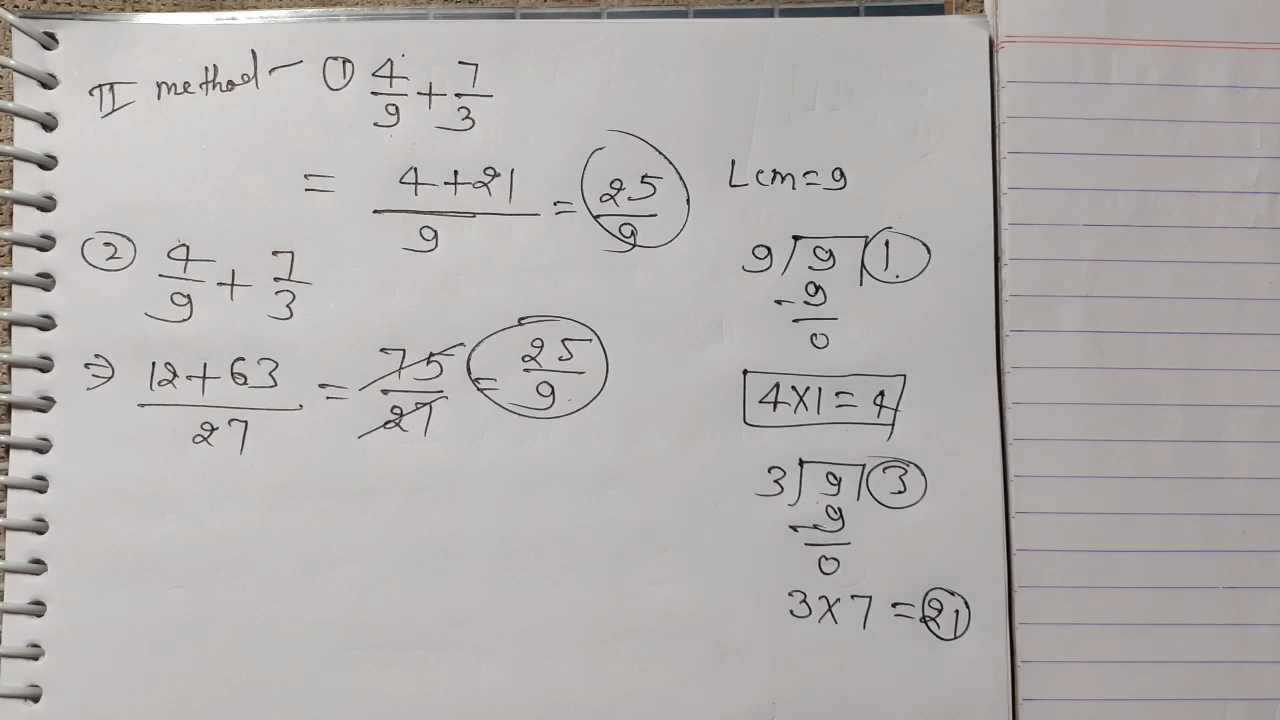 II method - ① 4/9 + 7/3
= (4+21)/9 = 25/9
② 4/9 + 7/3
⇒ (12+63)/27 = 75/27 = 25/9
Lcm=9
9)9(1
-9
0
4×1=4
3)9(3
-9
0
3×7=21